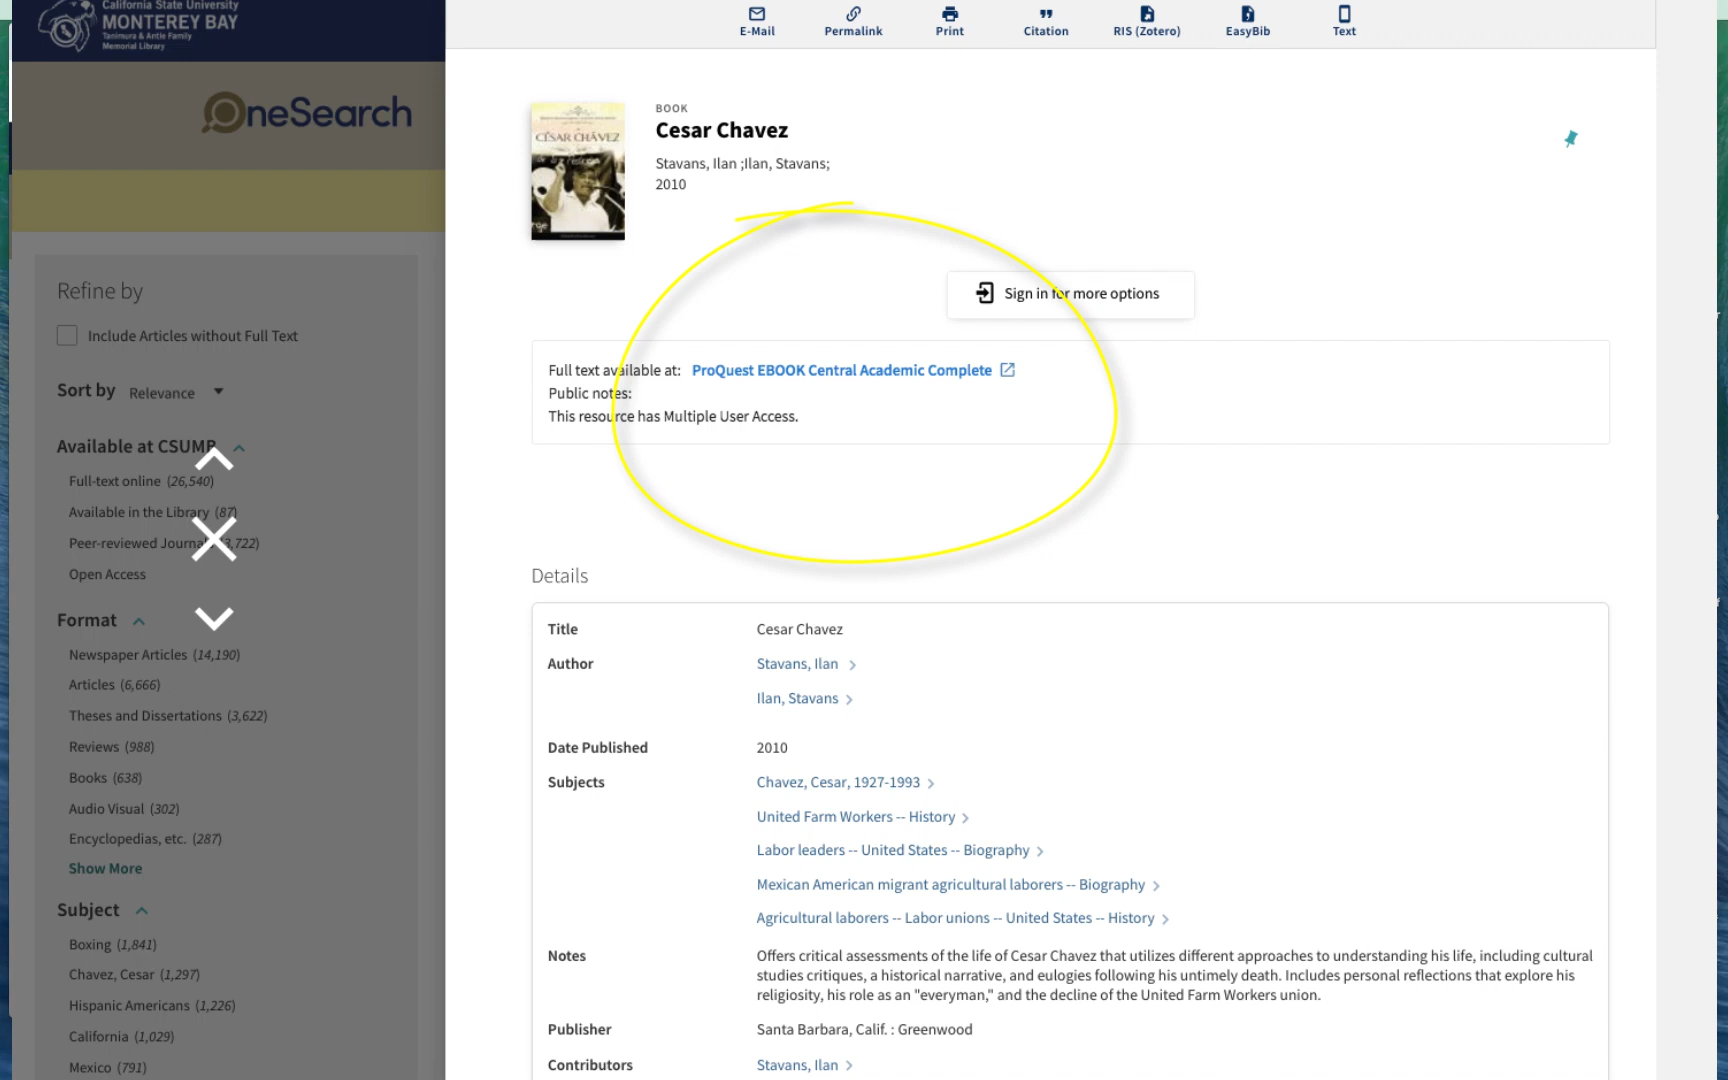 California State University
MONTEREY BAY
Tanimura & Antle Family
Memorial Library
OneSearch
Refine by
Include Articles without Full Text
Sort by Relevance
Available at CSUMB
Full-text online (26,540)
Available in the Library (87)
Peer-reviewed
Open Access
Format
Newspaper Articles (14,190)
Articles (6,666)
Theses and Dissertations (3,622)
Reviews (988)
Books (638)
Audio Visual (302)
Encyclopedias, etc. (287)
Show More
Subject
Boxing (1,841)
Chavez, Cesar (1,297)
Hispanic Americans (1,226)
California (1,029)
Mexico (791)
E-Mail
Permalink
Print
Citation
RIS (Zotero)
EasyBib
Text
CÉSAR CHÁVEZ
BOOK
Cesar Chavez
Stavans, Ilan ;Ilan, Stavans;
2010
Sign in for more options
Full text available at: ProQuest EBOOK Central Academic Complete
Public notes:
This resource has Multiple User Access.
Details
Title Cesar Chavez
Author Stavans, Ilan
Ilan, Stavans
Date Published 2010
Subjects Chavez, Cesar, 1927-1993
United Farm Workers -- History
Labor leaders -- United States -- Biography
Mexican American migrant agricultural laborers -- Biography
Agricultural laborers -- Labor unions -- United States -- History
Notes Offers critical assessments of the life of Cesar Chavez that utilizes different approaches to understanding his life, including cultural
studies critiques, a historical narrative, and eulogies following his untimely death. Includes personal reflections that explore his
religiosity, his role as an "everyman," and the decline of the United Farm Workers union.
Publisher Santa Barbara, Calif. : Greenwood
Contributors Stavans, Ilan